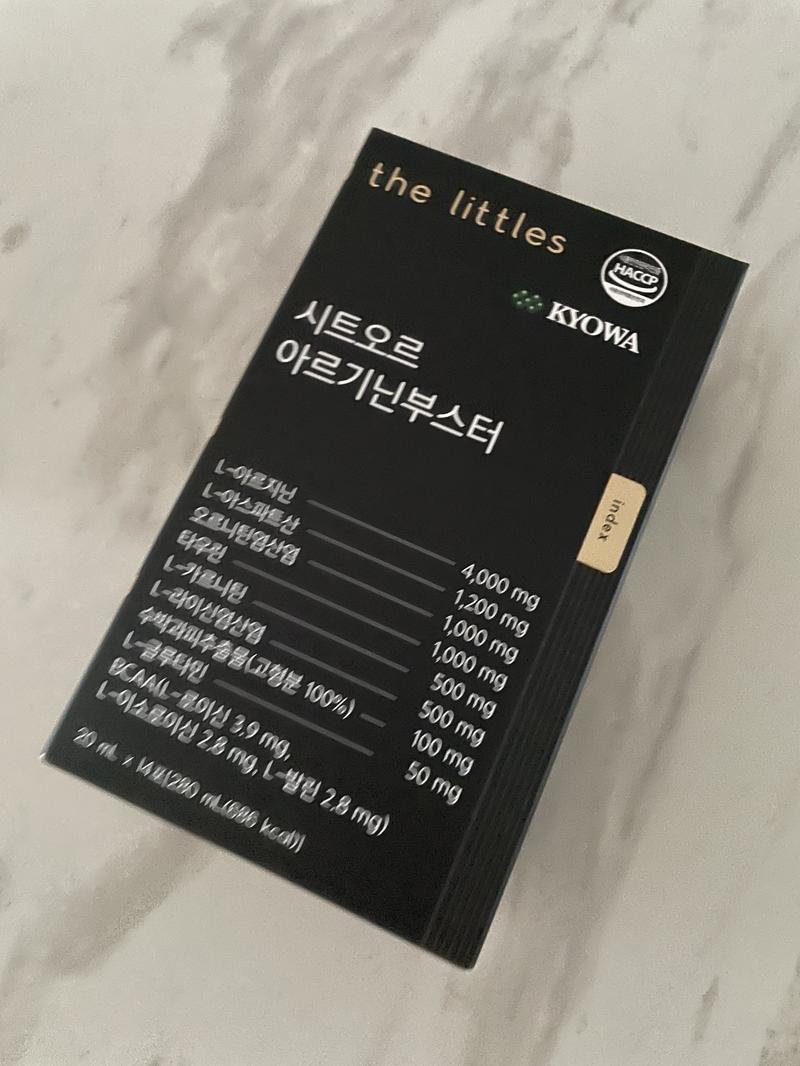 the littles
HACCP
KYOWA
시트오르
아르기닌부스터
L-아르지닌 4,000 mg
L-아스파트산 1,200 mg
오르니틴염산염 1,000 mg
타우린 1,000 mg
L-카르니틴 500 mg
L-라이신염산염 500 mg
수박과피추출물(고형분 100%) 100 mg
L-글루타민 50 mg
BCAA(L-류이신 3.9 mg,
L-이소류이신 2.8 mg, L-발린 2.8 mg)
20 mL x 14포[280 mL kcal)]
index